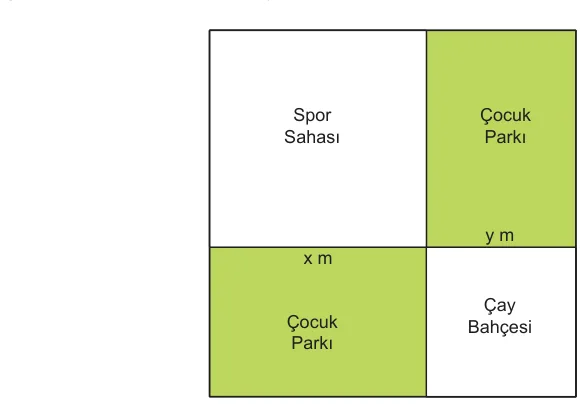 Spor
Sahası
Çocuk
Parkı
y m
x m
Çocuk
Parkı
Çay
Bahçesi